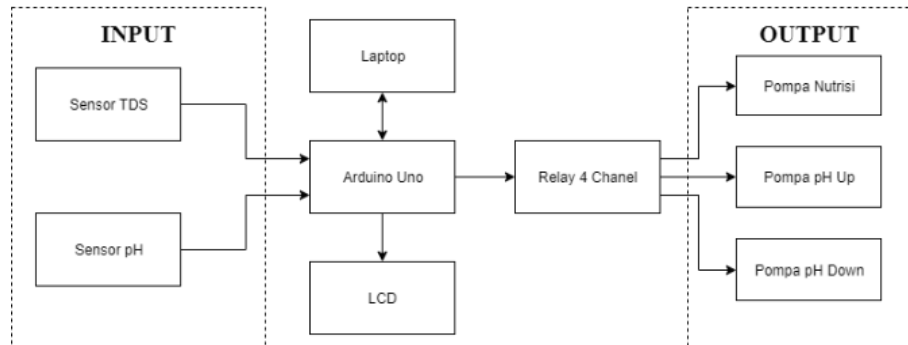 INPUT
Sensor TDS
Sensor pH
Laptop
Arduino Uno
LCD
Relay 4 Chanel
OUTPUT
Pompa Nutrisi
Pompa pH Up
Pompa pH Down